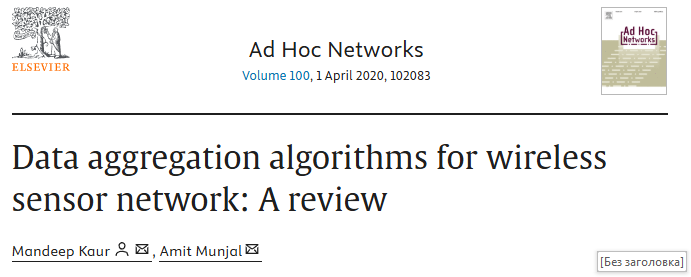 ELSEVIER
Ad Hoc Networks
Volume 100, 1 April 2020, 102083
Ad Hoc
Networks
Data aggregation algorithms for wireless
sensor network: A review
Mandeep Kaur , Amit Munjal
[Без заголовка]